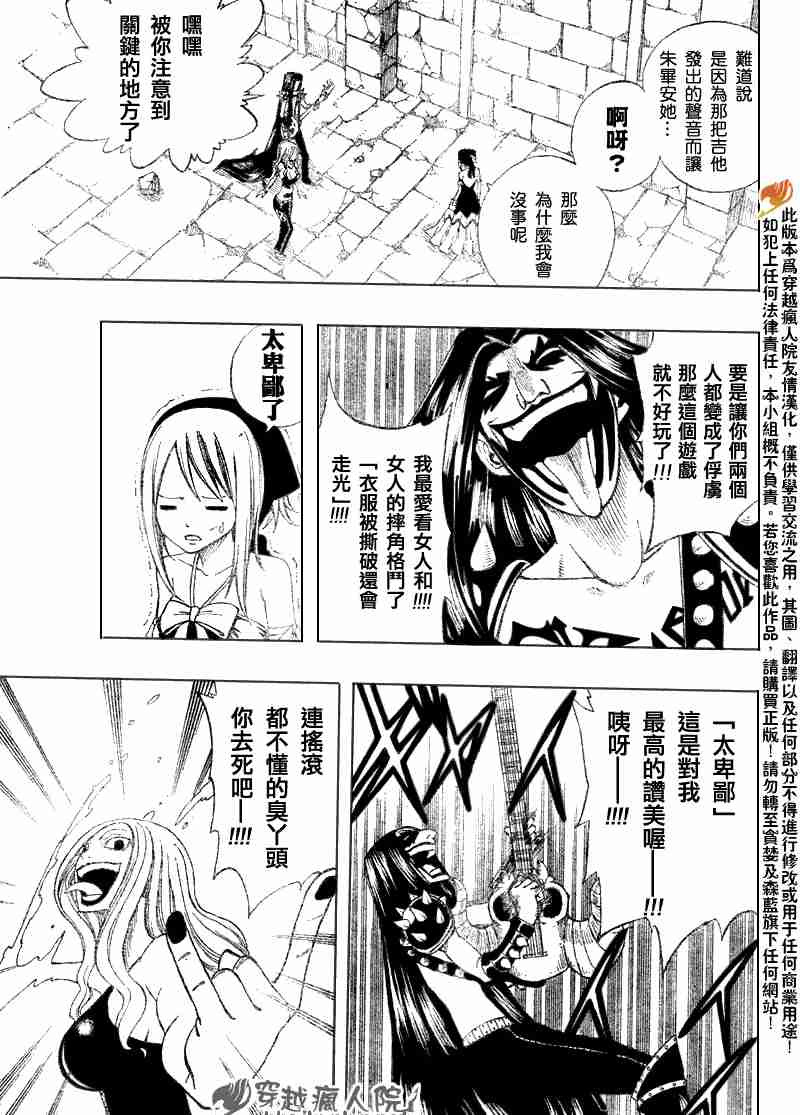 難道說
是因為那把吉他
發出的聲音而讓
朱畢安她…
啊呀？
那麼
為什麼我會
沒事呢
嘿嘿
被你注意到
關鍵的地方了
要是讓你們兩個
人都變成了俘虜
那麼這個遊戲
就不好玩了!!!
我最愛看女人和!!!!
女人的摔角格鬥了
「衣服被撕破還會
走光」!!!!
太卑鄙了
「太卑鄙」
這是對我
最高的讚美喔—!!!
咦呀—!!!!
連搖滾
都不懂的臭丫頭
你去死吧—!!!!
此版本爲穿越瘋人院友情漢化，僅供學習交流之用，其圖、翻譯以及任何部分不得進行修改或用于任何商業用途！
如犯上任何法律責任，本小組概不負責。若您喜歡此作品，請購買正版！請勿轉至貪婪及森藍旗下任何網站！
穿越瘋人院